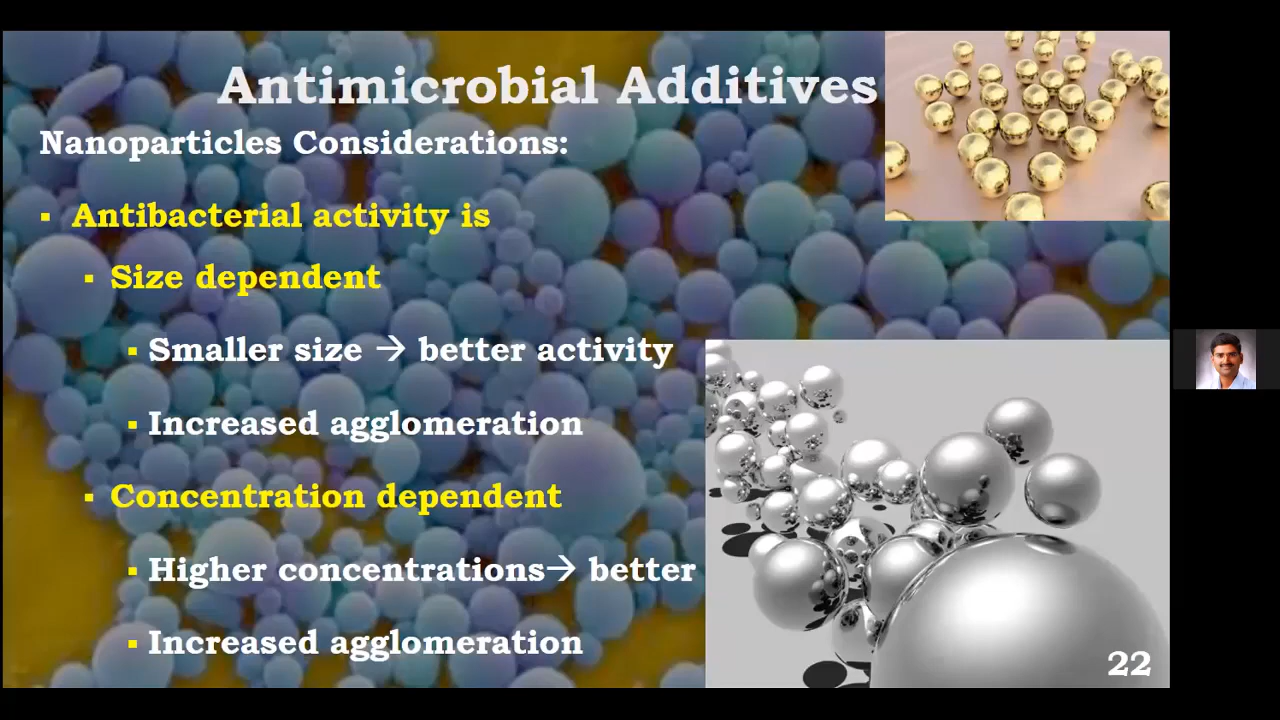 Antimicrobial Additives
Nanoparticles Considerations:
▪ Antibacterial activity is
▪ Size dependent
▪ Smaller size → better activity
▪ Increased agglomeration
▪ Concentration dependent
▪ Higher concentrations→ better
▪ Increased agglomeration
22